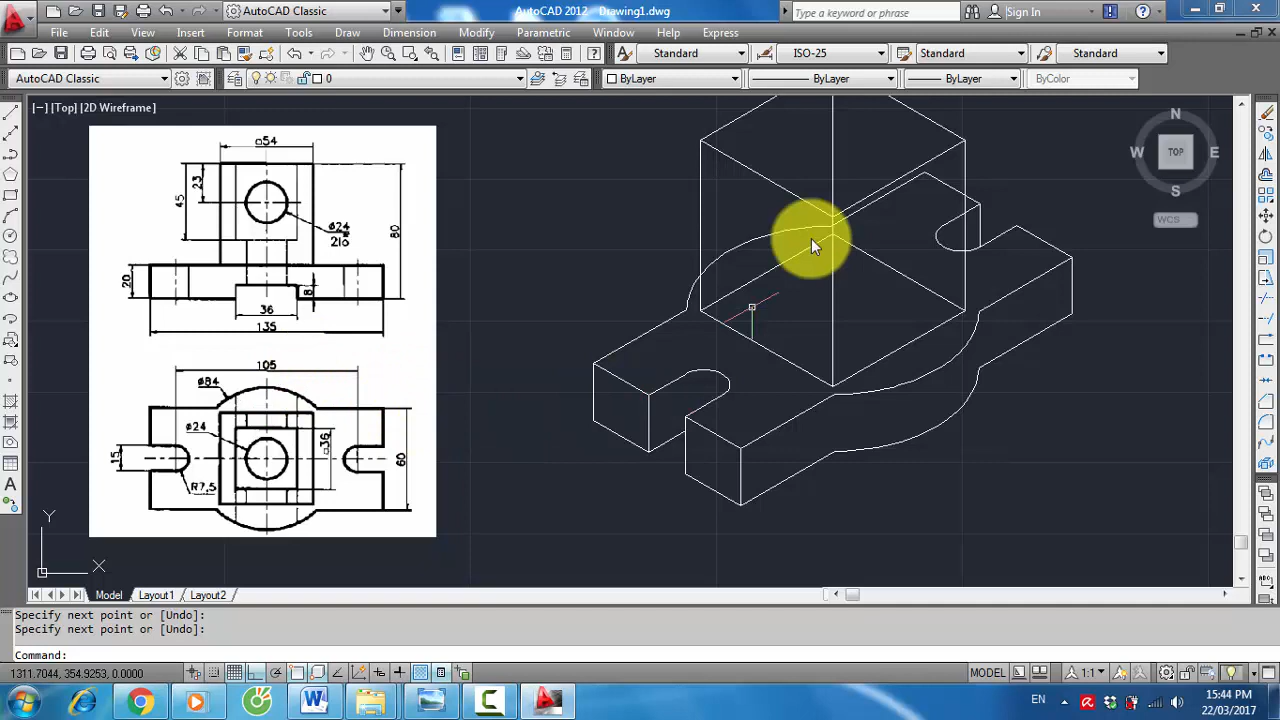 AutoCAD Classic
AutoCAD 2012 Drawing1.dwg
Type a keyword or phrase
Sign In
File Edit View Insert Format Tools Draw Dimension Modify Parametric Window Help Express
Standard ISO-25 Standard Standard
AutoCAD Classic 0 ByLayer ByLayer ByLayer ByColor
[−] [Top] [2D Wireframe]
N
W TOP E
S
WCS
□54
45
23
ø24
80
20
8
36
135
105
ø84
ø24
□36
15
60
R7,5
Y
X
Model Layout1 Layout2
Specify next point or [Undo]:
Specify next point or [Undo]:
Command:
1311.7044, 354.9253, 0.0000
MODEL 1:1
EN
15:44 PM
22/03/2017